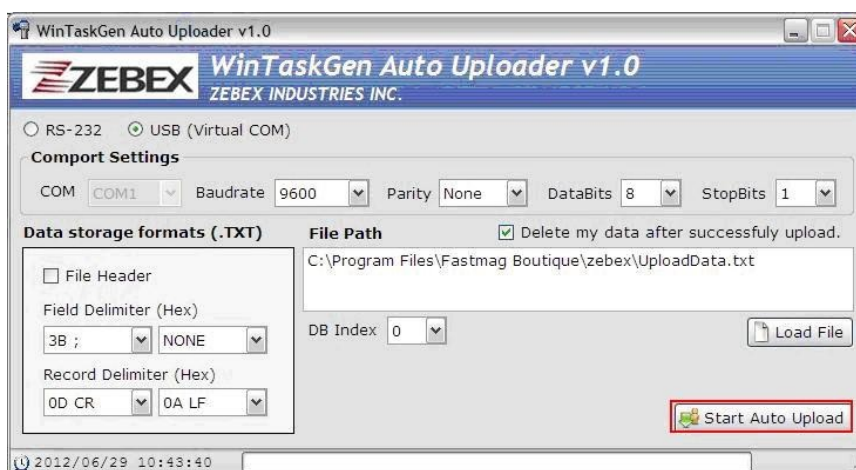 WinTaskGen Auto Uploader v1.0
ZEBEX
WinTaskGen Auto Uploader v1.0
ZEBEX INDUSTRIES INC.
RS-232 USB (Virtual COM)
Comport Settings
COM COM1 Baudrate 9600 Parity None DataBits 8 StopBits 1
Data storage formats (.TXT)
File Path Delete my data after successfuly upload.
C:\Program Files\Fastmag Boutique\zebex\UploadData.txt
File Header
Field Delimiter (Hex)
3B ; NONE
DB Index 0
Load File
Record Delimiter (Hex)
0D CR 0A LF
Start Auto Upload
2012/06/29 10:43:40